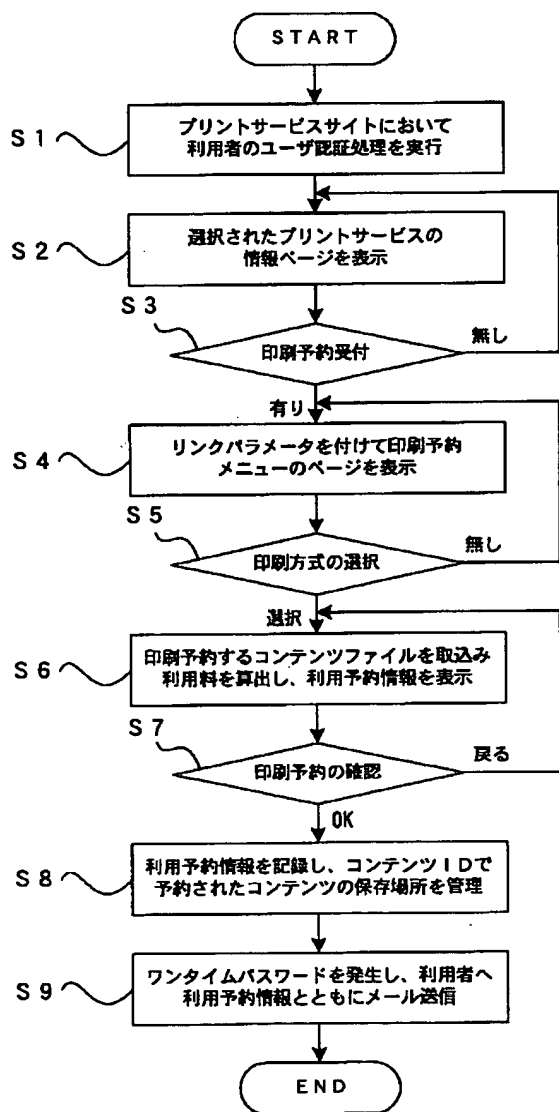 START
S1
プリントサービスサイトにおいて
利用者のユーザ認証処理を実行
S2
選択されたプリントサービスの
情報ページを表示
S3
印刷予約受付
無し
有り
S4
リンクパラメータを付けて印刷予約
メニューのページを表示
S5
印刷方式の選択
無し
選択
S6
印刷予約するコンテンツファイルを取込み
利用料を算出し、利用予約情報を表示
S7
印刷予約の確認
戻る
OK
S8
利用予約情報を記録し、コンテンツIDで
予約されたコンテンツの保存場所を管理
S9
ワンタイムパスワードを発生し、利用者へ
利用予約情報とともにメール送信
END